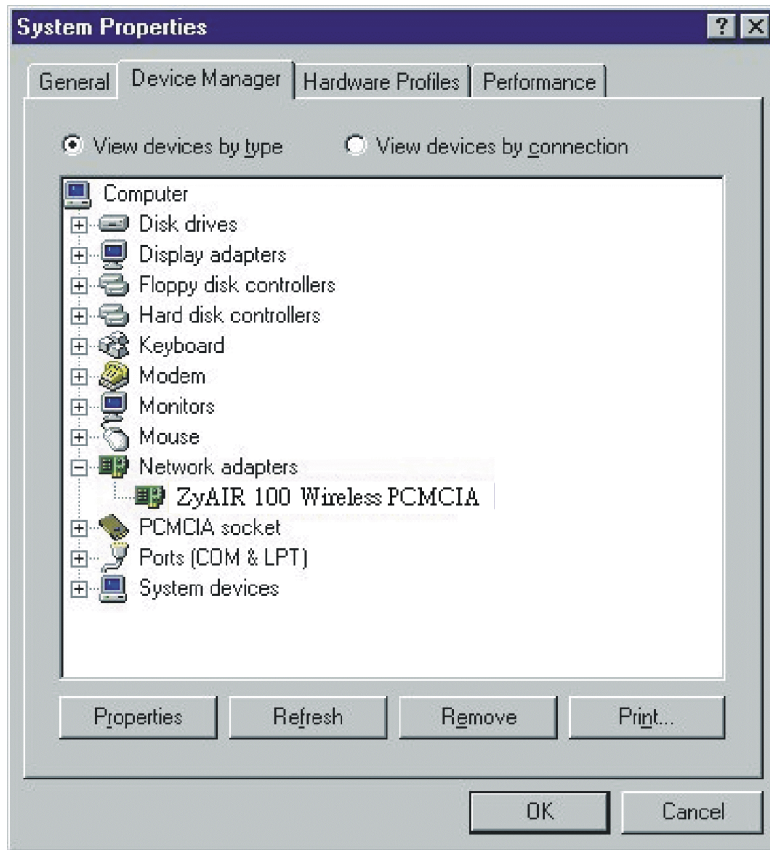 System Properties
General Device Manager Hardware Profiles Performance
View devices by type View devices by connection
Computer
Disk drives
Display adapters
Floppy disk controllers
Hard disk controllers
Keyboard
Modem
Monitors
Mouse
Network adapters
ZyAIR 100 Wireless PCMCIA
PCMCIA socket
Ports (COM & LPT)
System devices
Properties Refresh Remove Print...
OK Cancel